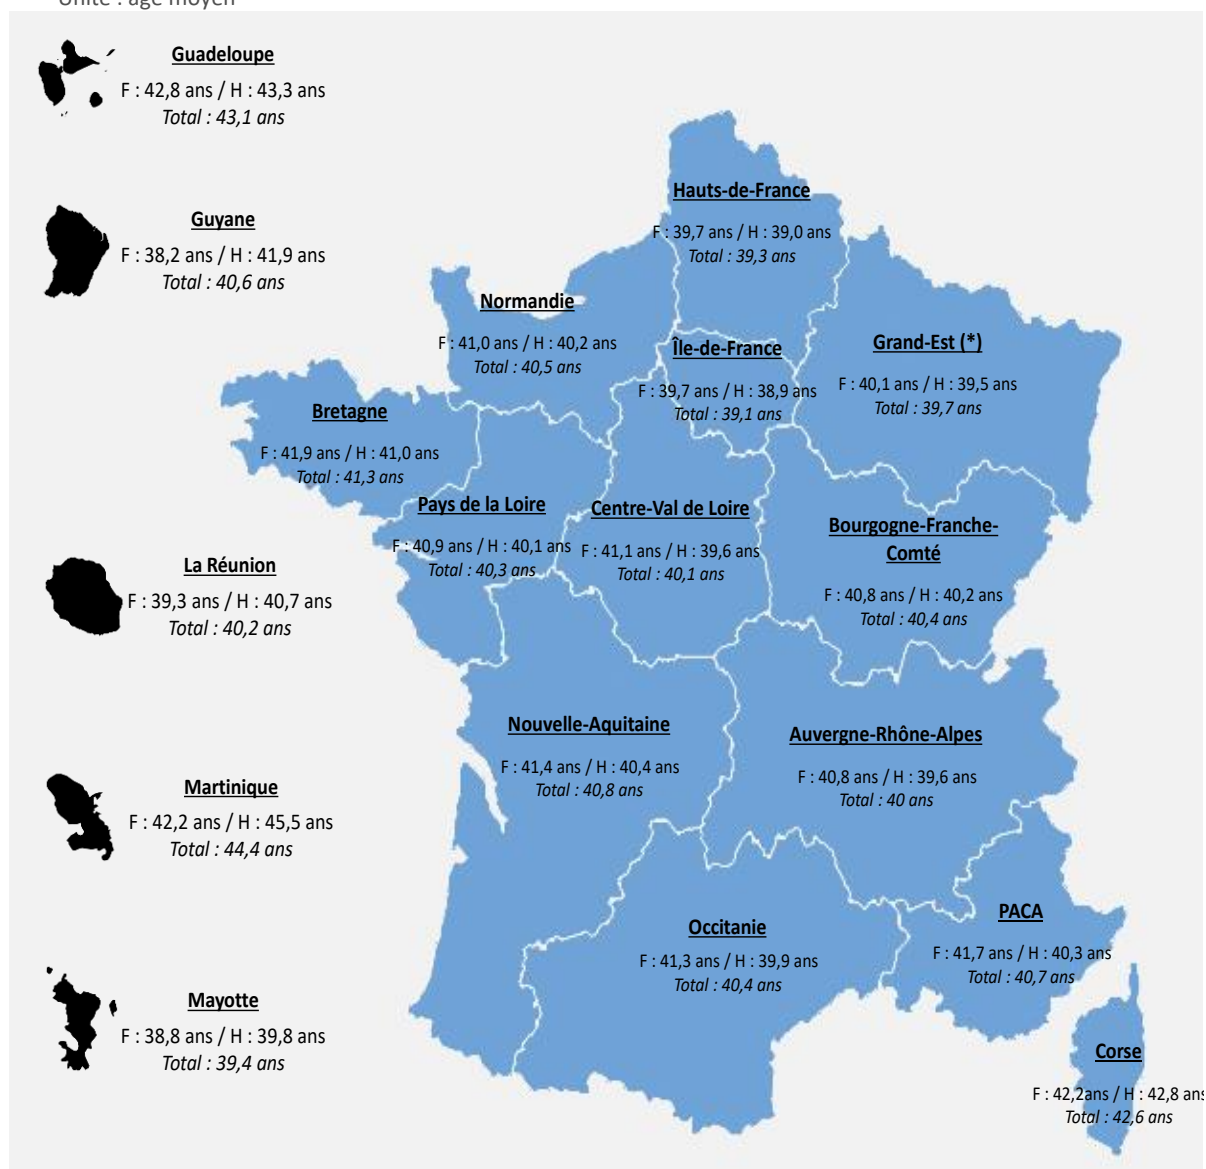 Unité : âge moyen
Guadeloupe
F : 42,8 ans / H : 43,3 ans
Total : 43,1 ans
Guyane
F : 38,2 ans / H : 41,9 ans
Total : 40,6 ans
La Réunion
F : 39,3 ans / H : 40,7 ans
Total : 40,2 ans
Martinique
F : 42,2 ans / H : 45,5 ans
Total : 44,4 ans
Mayotte
F : 38,8 ans / H : 39,8 ans
Total : 39,4 ans
Hauts-de-France
F : 39,7 ans / H : 39,0 ans
Total : 39,3 ans
Normandie
F : 41,0 ans / H : 40,2 ans
Total : 40,5 ans
Île-de-France
F : 39,7 ans / H : 38,9 ans
Total : 39,1 ans
Grand-Est (*)
F : 40,1 ans / H : 39,5 ans
Total : 39,7 ans
Bretagne
F : 41,9 ans / H : 41,0 ans
Total : 41,3 ans
Pays de la Loire
F : 40,9 ans / H : 40,1 ans
Total : 40,3 ans
Centre-Val de Loire
F : 41,1 ans / H : 39,6 ans
Total : 40,1 ans
Bourgogne-Franche-
Comté
F : 40,8 ans / H : 40,2 ans
Total : 40,4 ans
Nouvelle-Aquitaine
F : 41,4 ans / H : 40,4 ans
Total : 40,8 ans
Auvergne-Rhône-Alpes
F : 40,8 ans / H : 39,6 ans
Total : 40 ans
Occitanie
F : 41,3 ans / H : 39,9 ans
Total : 40,4 ans
PACA
F : 41,7 ans / H : 40,3 ans
Total : 40,7 ans
Corse
F : 42,2ans / H : 42,8 ans
Total : 42,6 ans